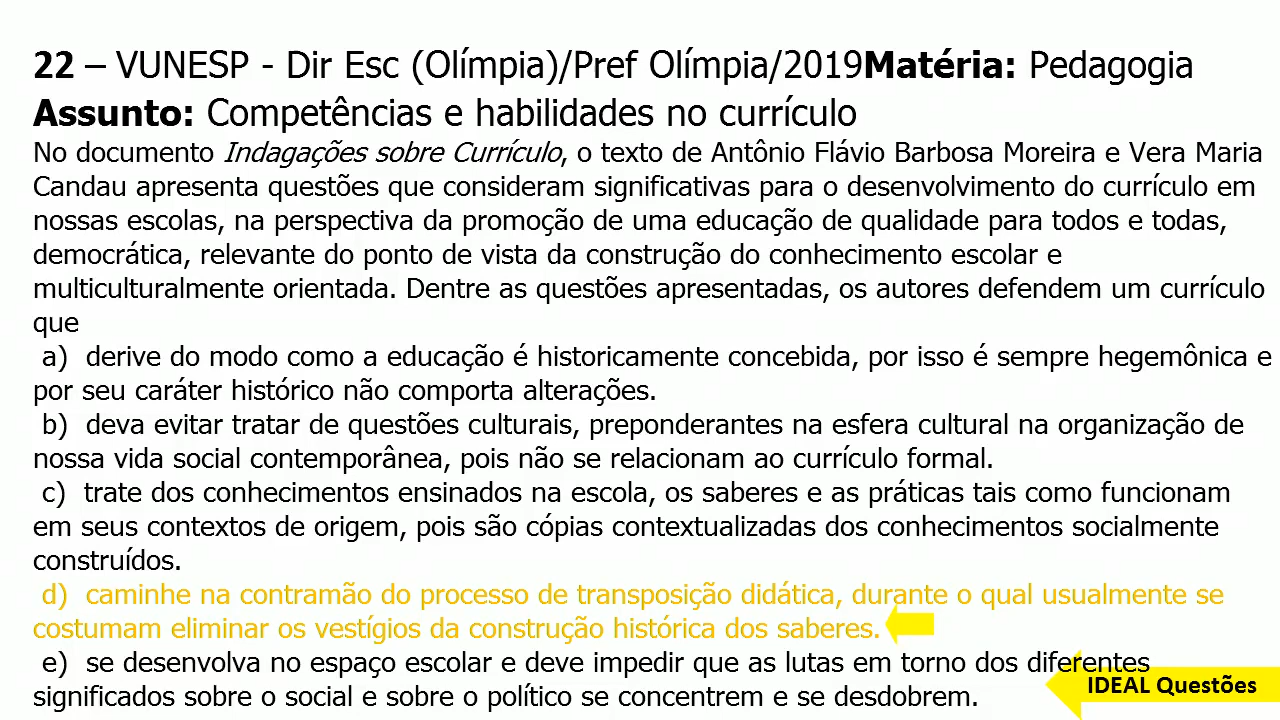 22 – VUNESP - Dir Esc (Olímpia)/Pref Olímpia/2019Matéria: Pedagogia
Assunto: Competências e habilidades no currículo
No documento Indagações sobre Currículo, o texto de Antônio Flávio Barbosa Moreira e Vera Maria
Candau apresenta questões que consideram significativas para o desenvolvimento do currículo em
nossas escolas, na perspectiva da promoção de uma educação de qualidade para todos e todas,
democrática, relevante do ponto de vista da construção do conhecimento escolar e
multiculturalmente orientada. Dentre as questões apresentadas, os autores defendem um currículo
que
a) derive do modo como a educação é historicamente concebida, por isso é sempre hegemônica e
por seu caráter histórico não comporta alterações.
b) deva evitar tratar de questões culturais, preponderantes na esfera cultural na organização de
nossa vida social contemporânea, pois não se relacionam ao currículo formal.
c) trate dos conhecimentos ensinados na escola, os saberes e as práticas tais como funcionam
em seus contextos de origem, pois são cópias contextualizadas dos conhecimentos socialmente
construídos.
d) caminhe na contramão do processo de transposição didática, durante o qual usualmente se
costumam eliminar os vestígios da construção histórica dos saberes.
e) se desenvolva no espaço escolar e deve impedir que as lutas em torno dos diferentes
significados sobre o social e sobre o político se concentrem e se desdobrem.
IDEAL Questões